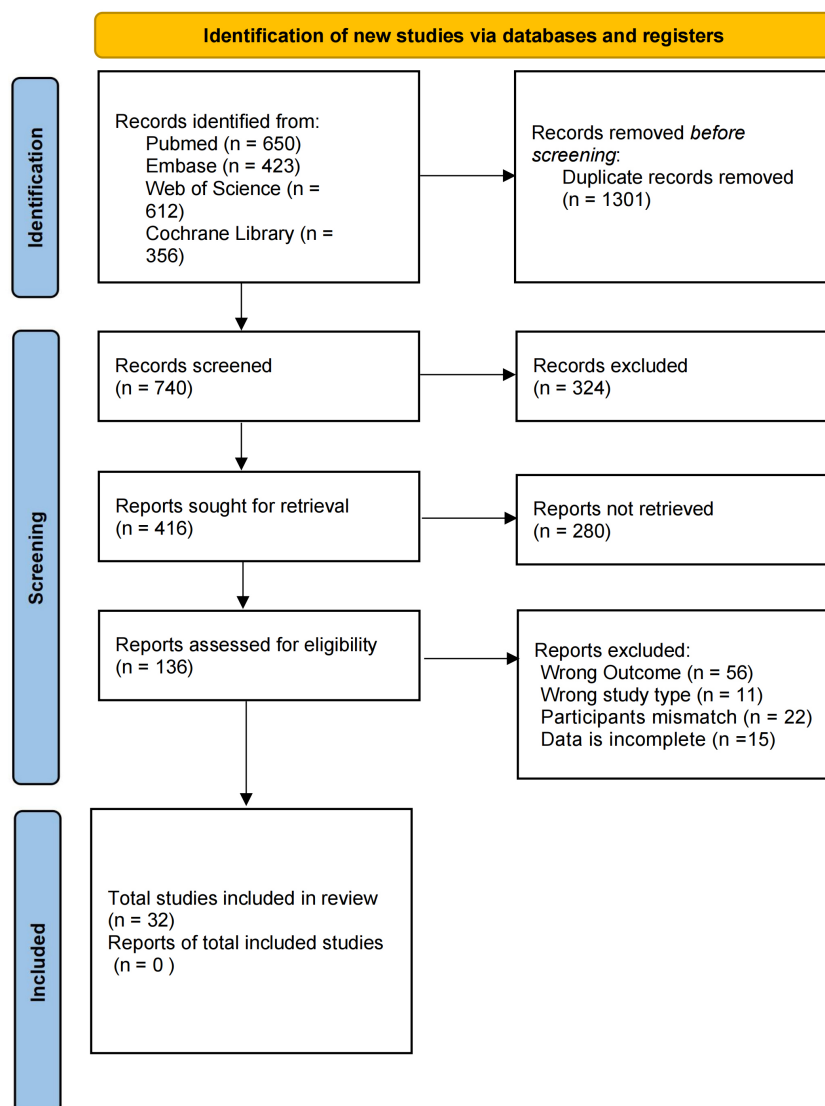 Identification of new studies via databases and registers
Identification
Records identified from:
Pubmed (n = 650)
Embase (n = 423)
Web of Science (n =
612)
Cochrane Library (n =
356)
Records removed before
screening:
Duplicate records removed
(n = 1301)
Screening
Records screened
(n = 740)
Records excluded
(n = 324)
Reports sought for retrieval
(n = 416)
Reports not retrieved
(n = 280)
Reports assessed for eligibility
(n = 136)
Reports excluded:
Wrong Outcome (n = 56)
Wrong study type (n = 11)
Participants mismatch (n = 22)
Data is incomplete (n =15)
Included
Total studies included in review
(n = 32)
Reports of total included studies
(n = 0 )